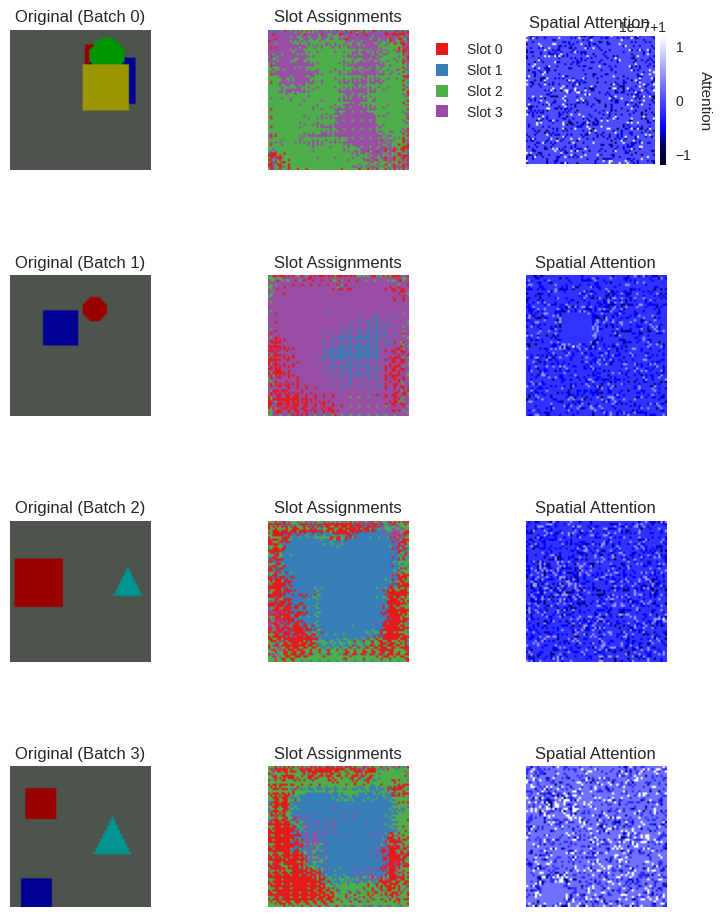 Original (Batch 0)
Slot Assignments
Slot 0
Slot 1
Slot 2
Slot 3
Spatial Attention
1e−7+1
1
0
−1
Attention
Original (Batch 1)
Slot Assignments
Spatial Attention
Original (Batch 2)
Slot Assignments
Spatial Attention
Original (Batch 3)
Slot Assignments
Spatial Attention